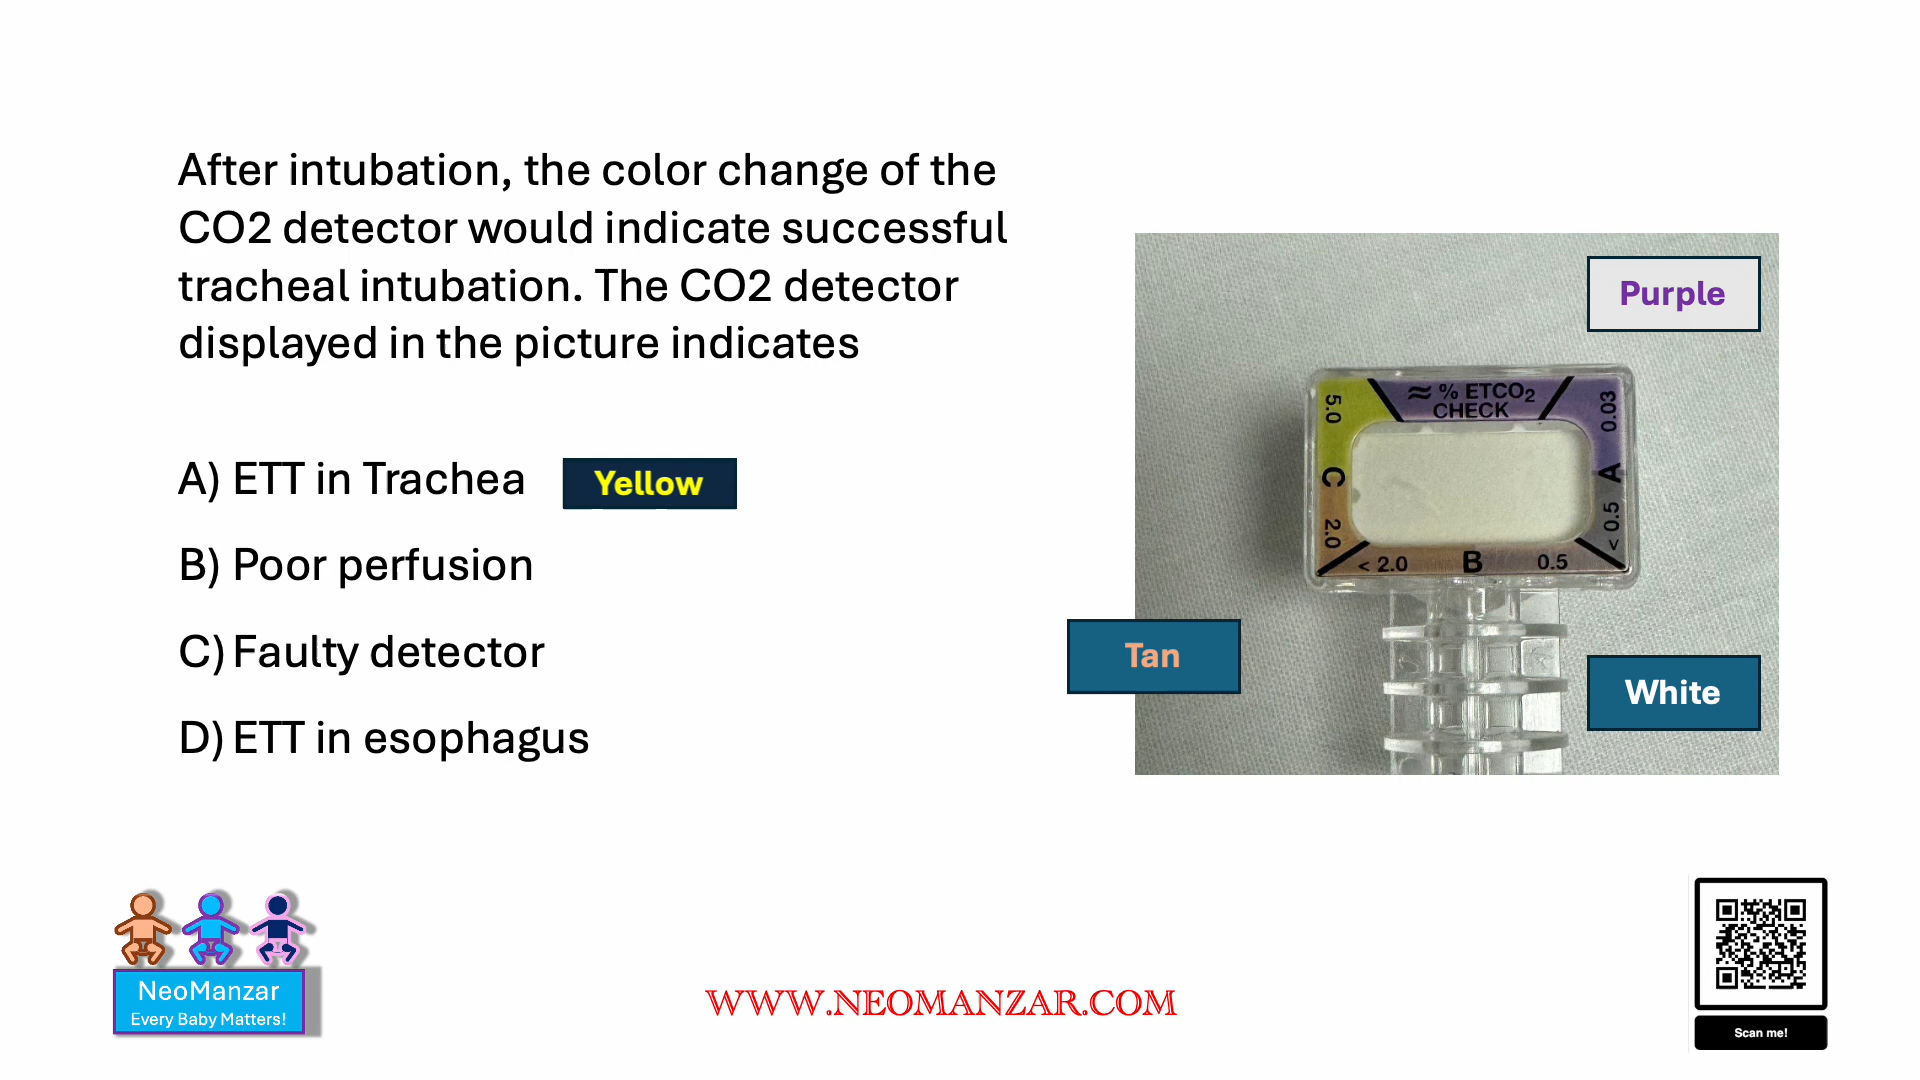 After intubation, the color change of the
CO2 detector would indicate successful
tracheal intubation. The CO2 detector
displayed in the picture indicates
A) ETT in Trachea
Yellow
B) Poor perfusion
C) Faulty detector
D) ETT in esophagus
Purple
≈ % ETCO₂
CHECK
5.0
0.03
C
A
2.0
< 0.5
< 2.0 B 0.5
Tan
White
NeoManzar
Every Baby Matters!
WWW.NEOMANZAR.COM
Scan me!